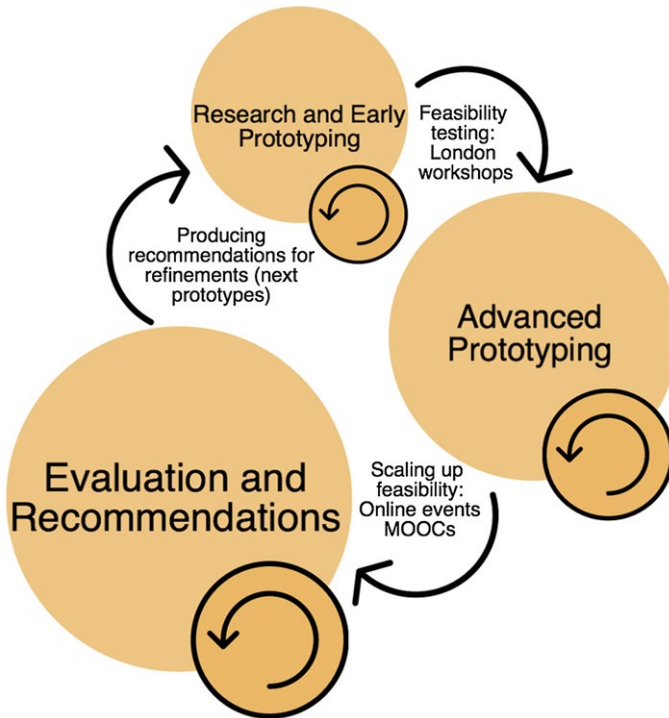 Research and Early
Prototyping
Feasibility
testing:
London
workshops
Advanced
Prototyping
Scaling up
feasibility:
Online events
MOOCs
Evaluation and
Recommendations
Producing
recommendations for
refinements (next
prototypes)